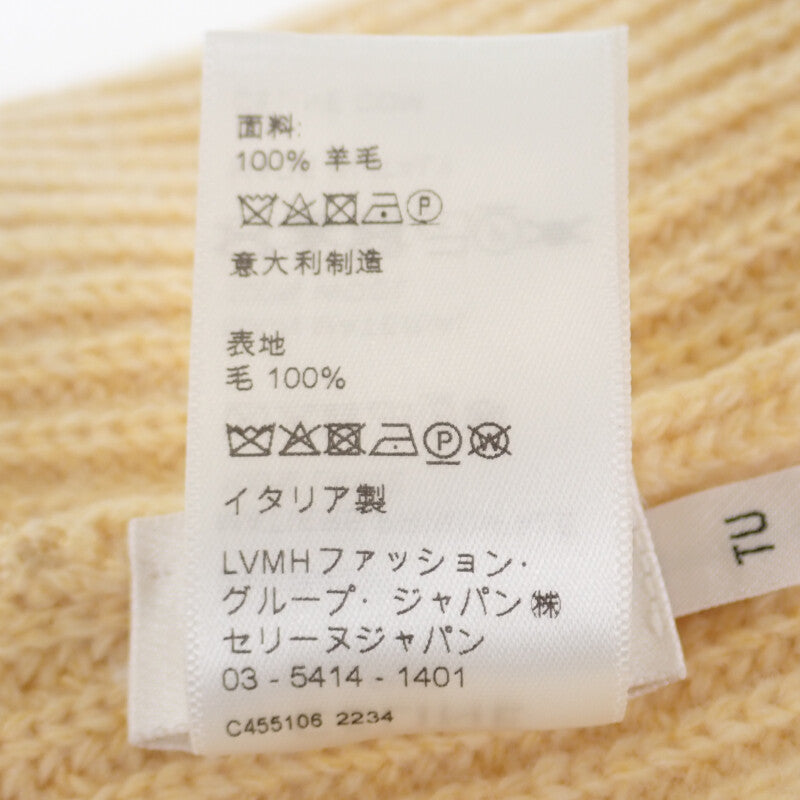 面料:
100% 羊毛
P
意大利制造
表地
毛 100%
P W
イタリア製
LVMHファッション·
グループ· ジャパン㈱
セリーヌジャパン
03 - 5414 - 1401
C455106 2234
TU